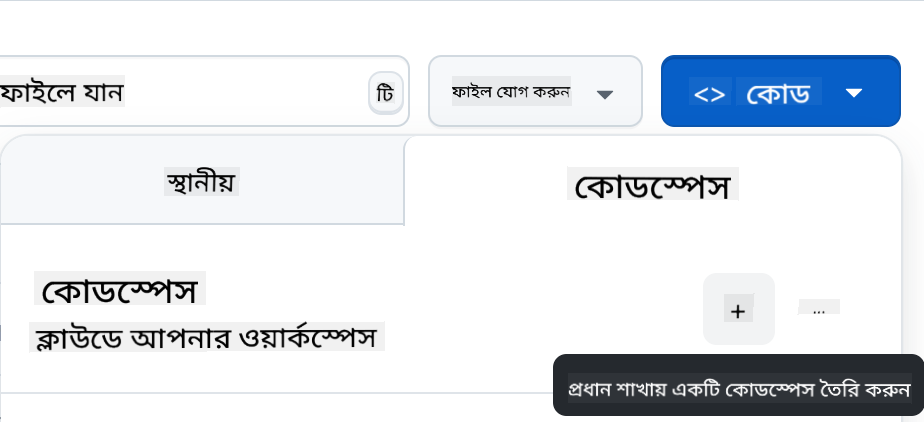 ফাইলে যান
টি
ফাইল যোগ করুন
<> কোড
স্থানীয়
কোডস্পেস
কোডস্পেস
ক্লাউডে আপনার ওয়ার্কস্পেস
+ ...
প্রধান শাখায় একটি কোডস্পেস তৈরি করুন